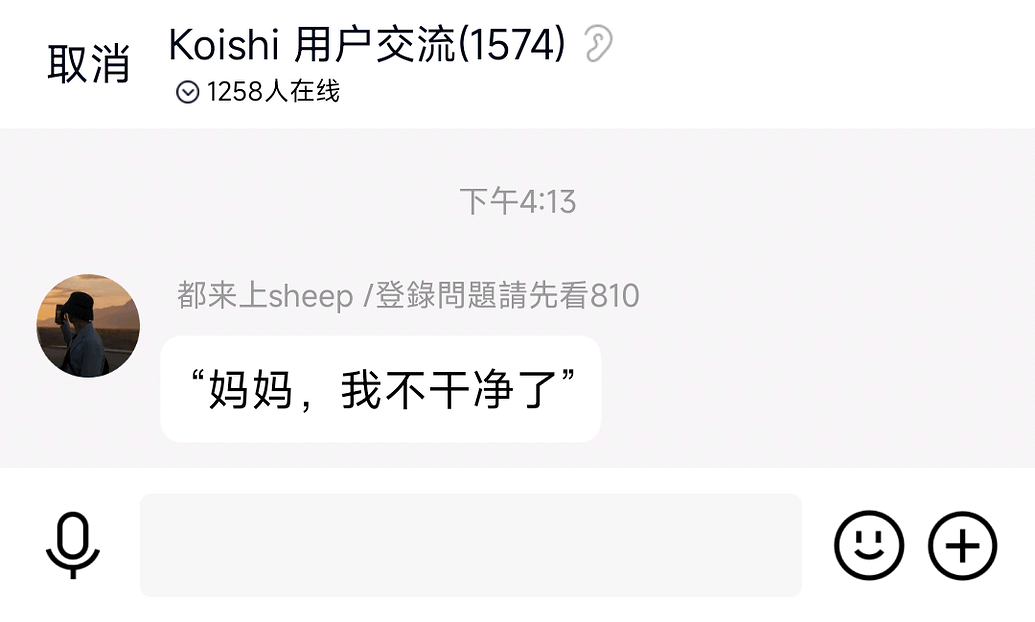 取消
Koishi 用户交流(1574)
1258人在线
下午4:13
都来上sheep /登錄問題請先看810
“妈妈，我不干净了”